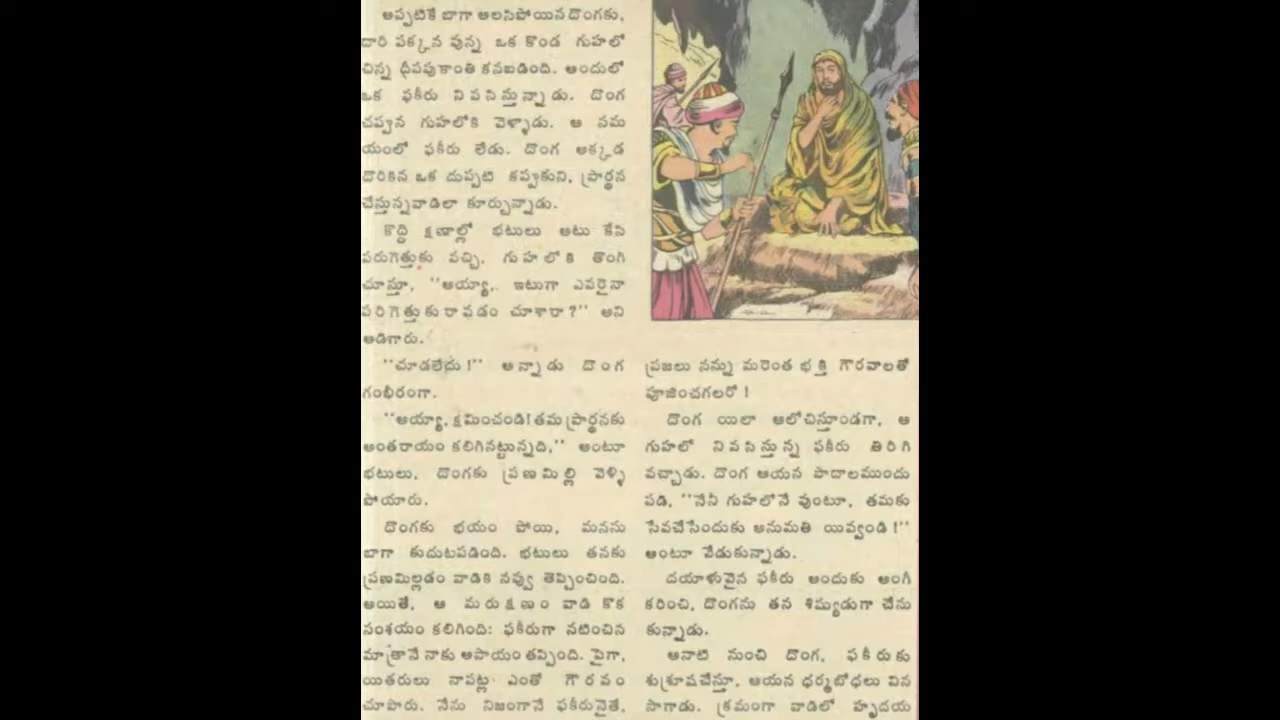 అప్పటికే బాగా అలసిపోయిన దొంగకు,
దారి పక్కన వున్న ఒక కొండ గుహలో
చిన్న దీపపుకాంతి కనబడింది. అందులో
ఒక ఫకీరు నివసిస్తున్నాడు. దొంగ
చప్పున గుహలోకి వెళ్ళాడు. ఆ సమ
యంలో ఫకీరు లేడు. దొంగ అక్కడ
దొరికిన ఒక దుప్పటి కప్పుకుని, ప్రార్థన
చేస్తున్నవాడిలా కూర్చున్నాడు.
కొద్ది క్షణాల్లో భటులు అటు కేసి
పరుగెత్తుకు వచ్చి, గుహలోకి తొంగి
చూస్తూ, "అయ్యా, ఇటుగా ఎవరైనా
పరిగెత్తుకురావడం చూశారా?" అని
అడిగారు.
"చూడలేదు!" అన్నాడు దొంగ
గంభీరంగా.
"అయ్యా, క్షమించండి! తమ ప్రార్థనకు
అంతరాయం కలిగినట్టున్నది," అంటూ
భటులు, దొంగకు ప్రణమిల్లి వెళ్ళి
పోయారు.
దొంగకు భయం పోయి, మనసు
బాగా కుదుటపడింది. భటులు తనకు
ప్రణమిల్లడం వాడికి నవ్వు తెప్పించింది.
అయితే, ఆ మరుక్షణం వాడి కొక
సంశయం కలిగింది: ఫకీరుగా నటించిన
మాత్రానే నాకు అపాయం తప్పింది. పైగా,
యితరులు నాపట్ల ఎంతో గౌరవం
చూపారు. నేను నిజంగానే ఫకీరునైతే,
ప్రజలు నన్ను మరెంత భక్తి గౌరవాలతో
పూజించగలరో!
దొంగ యిలా ఆలోచిస్తూండగా, ఆ
గుహలో నివసిస్తున్న ఫకీరు తిరిగి
వచ్చాడు. దొంగ ఆయన పాదాలముందు
పడి, "నేనీ గుహలోనే వుంటూ, తమకు
సేవచేసేందుకు అనుమతి యివ్వండి!"
అంటూ వేడుకున్నాడు.
దయాళువైన ఫకీరు అందుకు అంగీ
కరించి, దొంగను తన శిష్యుడుగా చేసు
కున్నాడు.
ఆనాటి నుంచి దొంగ, ఫకీరుకు
శుశ్రూషచేస్తూ, ఆయన ధర్మబోధలు విన
సాగాడు. క్రమంగా వాడిలో హృదయ